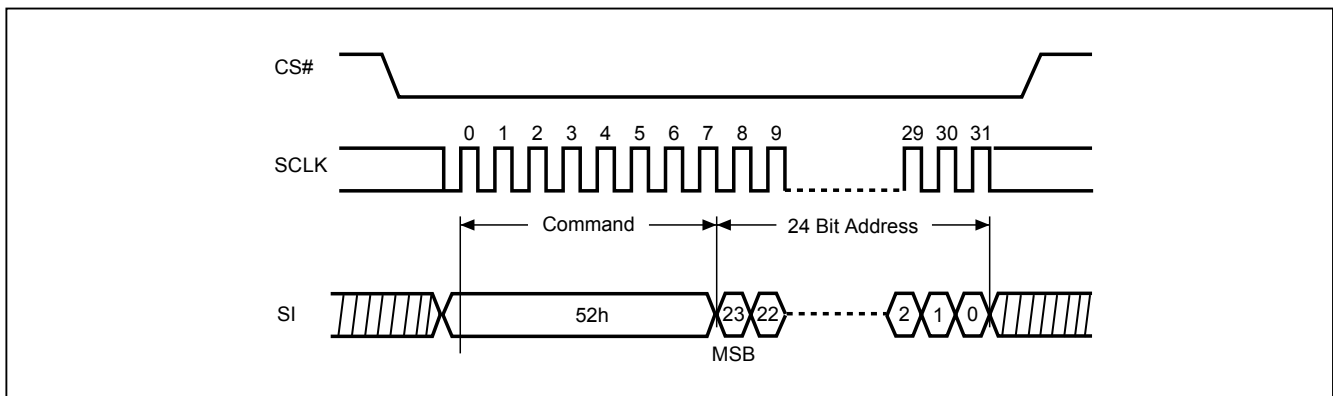 CS#
0 1 2 3 4 5 6 7 8 9 29 30 31
SCLK
Command 24 Bit Address
SI 52h 23 22 2 1 0
MSB